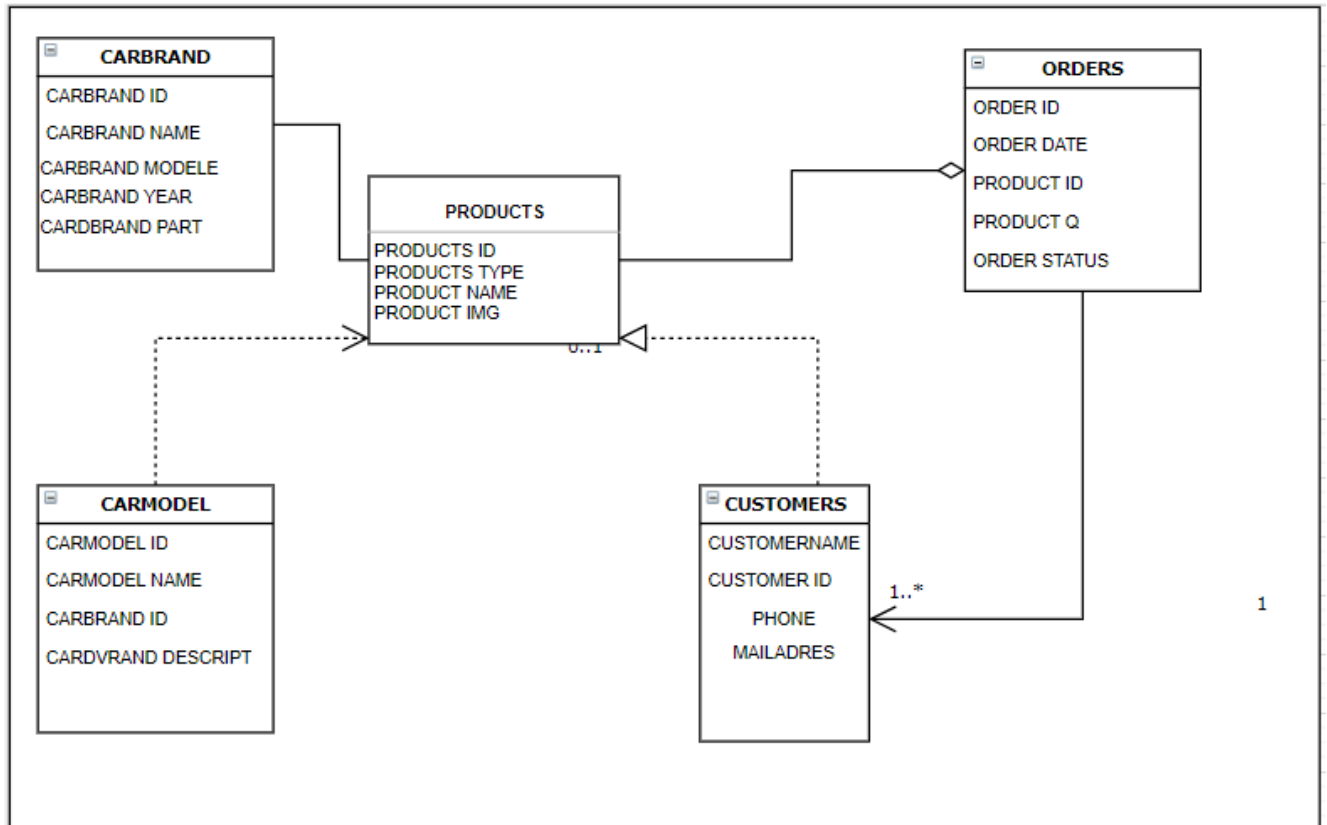 CARBRAND
CARBRAND ID
CARBRAND NAME
CARBRAND MODELE
CARBRAND YEAR
CARDBRAND PART
PRODUCTS
PRODUCTS ID
PRODUCTS TYPE
PRODUCT NAME
PRODUCT IMG
0..1
ORDERS
ORDER ID
ORDER DATE
PRODUCT ID
PRODUCT Q
ORDER STATUS
CARMODEL
CARMODEL ID
CARMODEL NAME
CARBRAND ID
CARDVRAND DESCRIPT
CUSTOMERS
CUSTOMERNAME
CUSTOMER ID
PHONE
MAILADRES
1..*
1